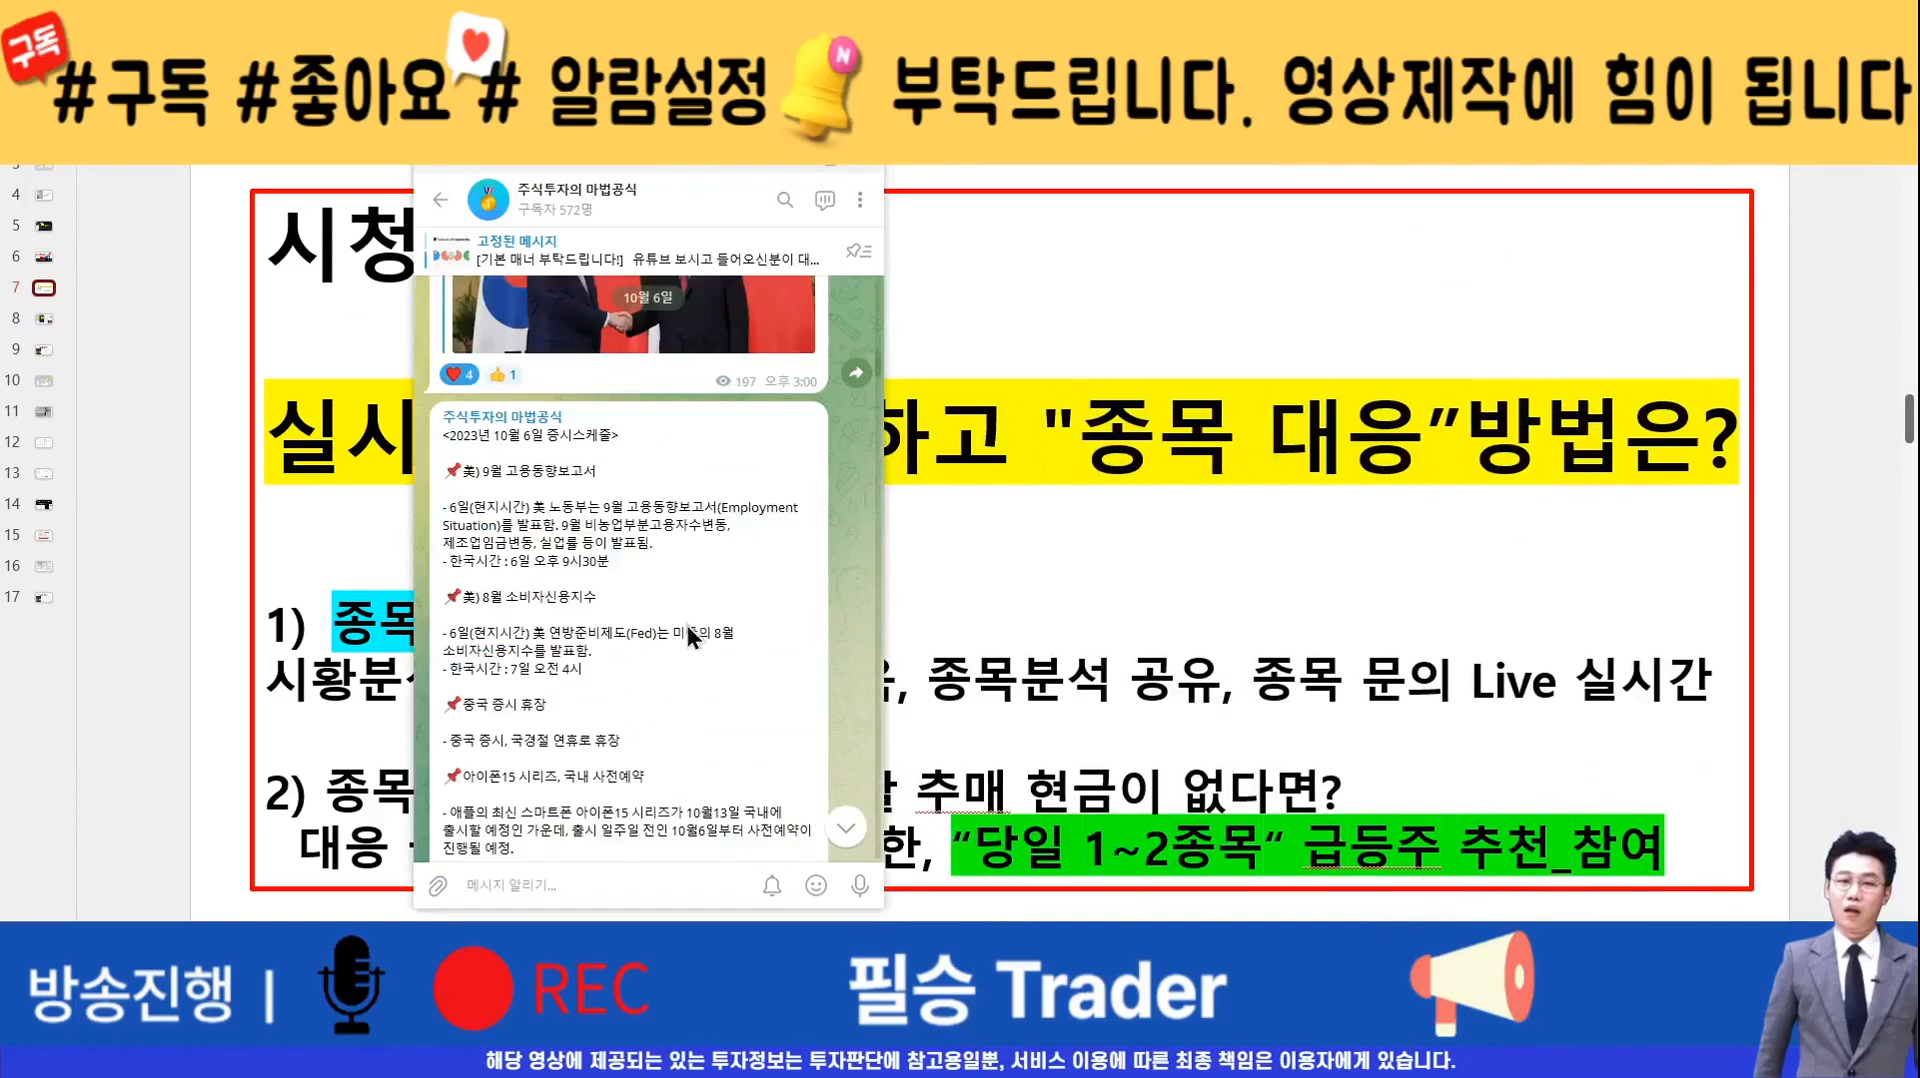 구독
#구독 #좋아요 # 알람설정 N 부탁드립니다. 영상제작에 힘이 됩니다
4
5
6
7
8
9
10
11
12
13
14
15
16
17
주식투자의 마법공식
구독자 572명
고정된 메시지
[기본 매너 부탁드립니다!] 유튜브 보시고 들어오신분이 대...
10월 6일
4 1
197 오후 3:00
주식투자의 마법공식
<2023년 10월 6일 증시스케줄>
美) 9월 고용동향보고서
- 6일(현지시간) 美 노동부는 9월 고용동향보고서(Employment
Situation)를 발표함. 9월 비농업부분고용자수변동,
제조업임금변동, 실업률 등이 발표됨.
- 한국시간 : 6일 오후 9시30분
美) 8월 소비자신용지수
- 6일(현지시간) 美 연방준비제도(Fed)는 미국의 8월
소비자신용지수를 발표함.
- 한국시간 : 7일 오전 4시
중국 증시 휴장
- 중국 증시, 국경절 연휴로 휴장
아이폰15 시리즈, 국내 사전예약
- 애플의 최신 스마트폰 아이폰15 시리즈가 10월13일 국내에
출시할 예정인 가운데, 출시 일주일 전인 10월6일부터 사전예약이
진행될 예정.
메시지 알리기...
시청
실시 하고 "종목 대응”방법은?
1) 종목
시황분석 , 종목분석 공유, 종목 문의 Live 실시간
2) 종목 추매 현금이 없다면?
대응 한, “당일 1~2종목“ 급등주 추천_참여
방송진행 | REC 필승 Trader
해당 영상에 제공되는 있는 투자정보는 투자판단에 참고용일뿐, 서비스 이용에 따른 최종 책임은 이용자에게 있습니다.